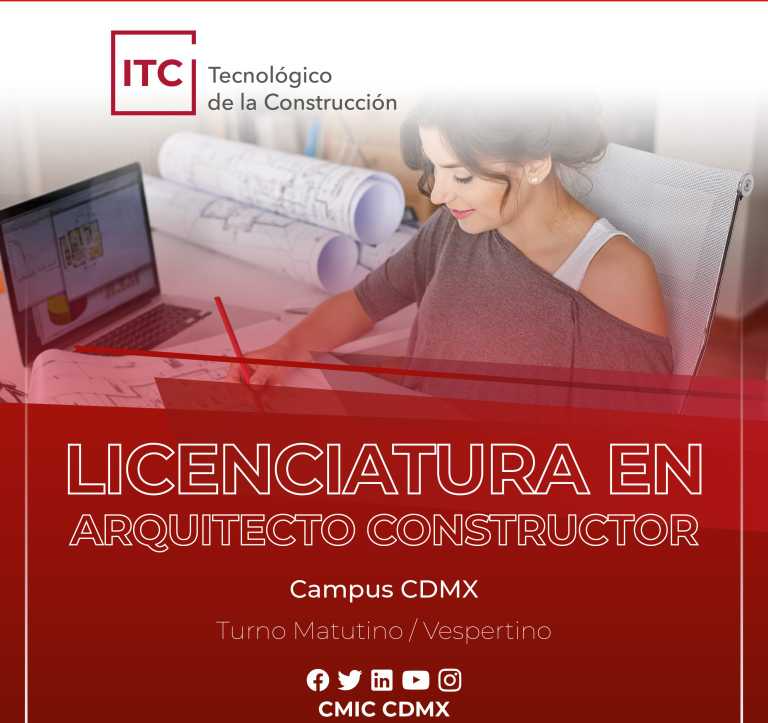 ITC
Tecnológico
de la Construcción
LICENCIATURA EN
ARQUITECTO CONSTRUCTOR
Campus CDMX
Turno Matutino / Vespertino
CMIC CDMX